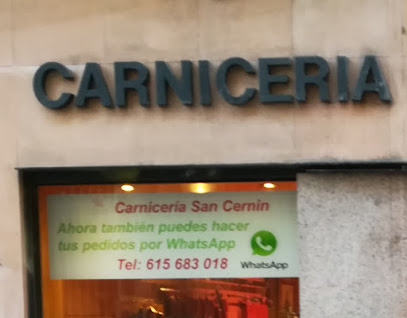 CARNICERIA
Carnicería San Cernin
Ahora también puedes hacer
tus pedidos por WhatsApp
Tel: 615 683 018
WhatsApp